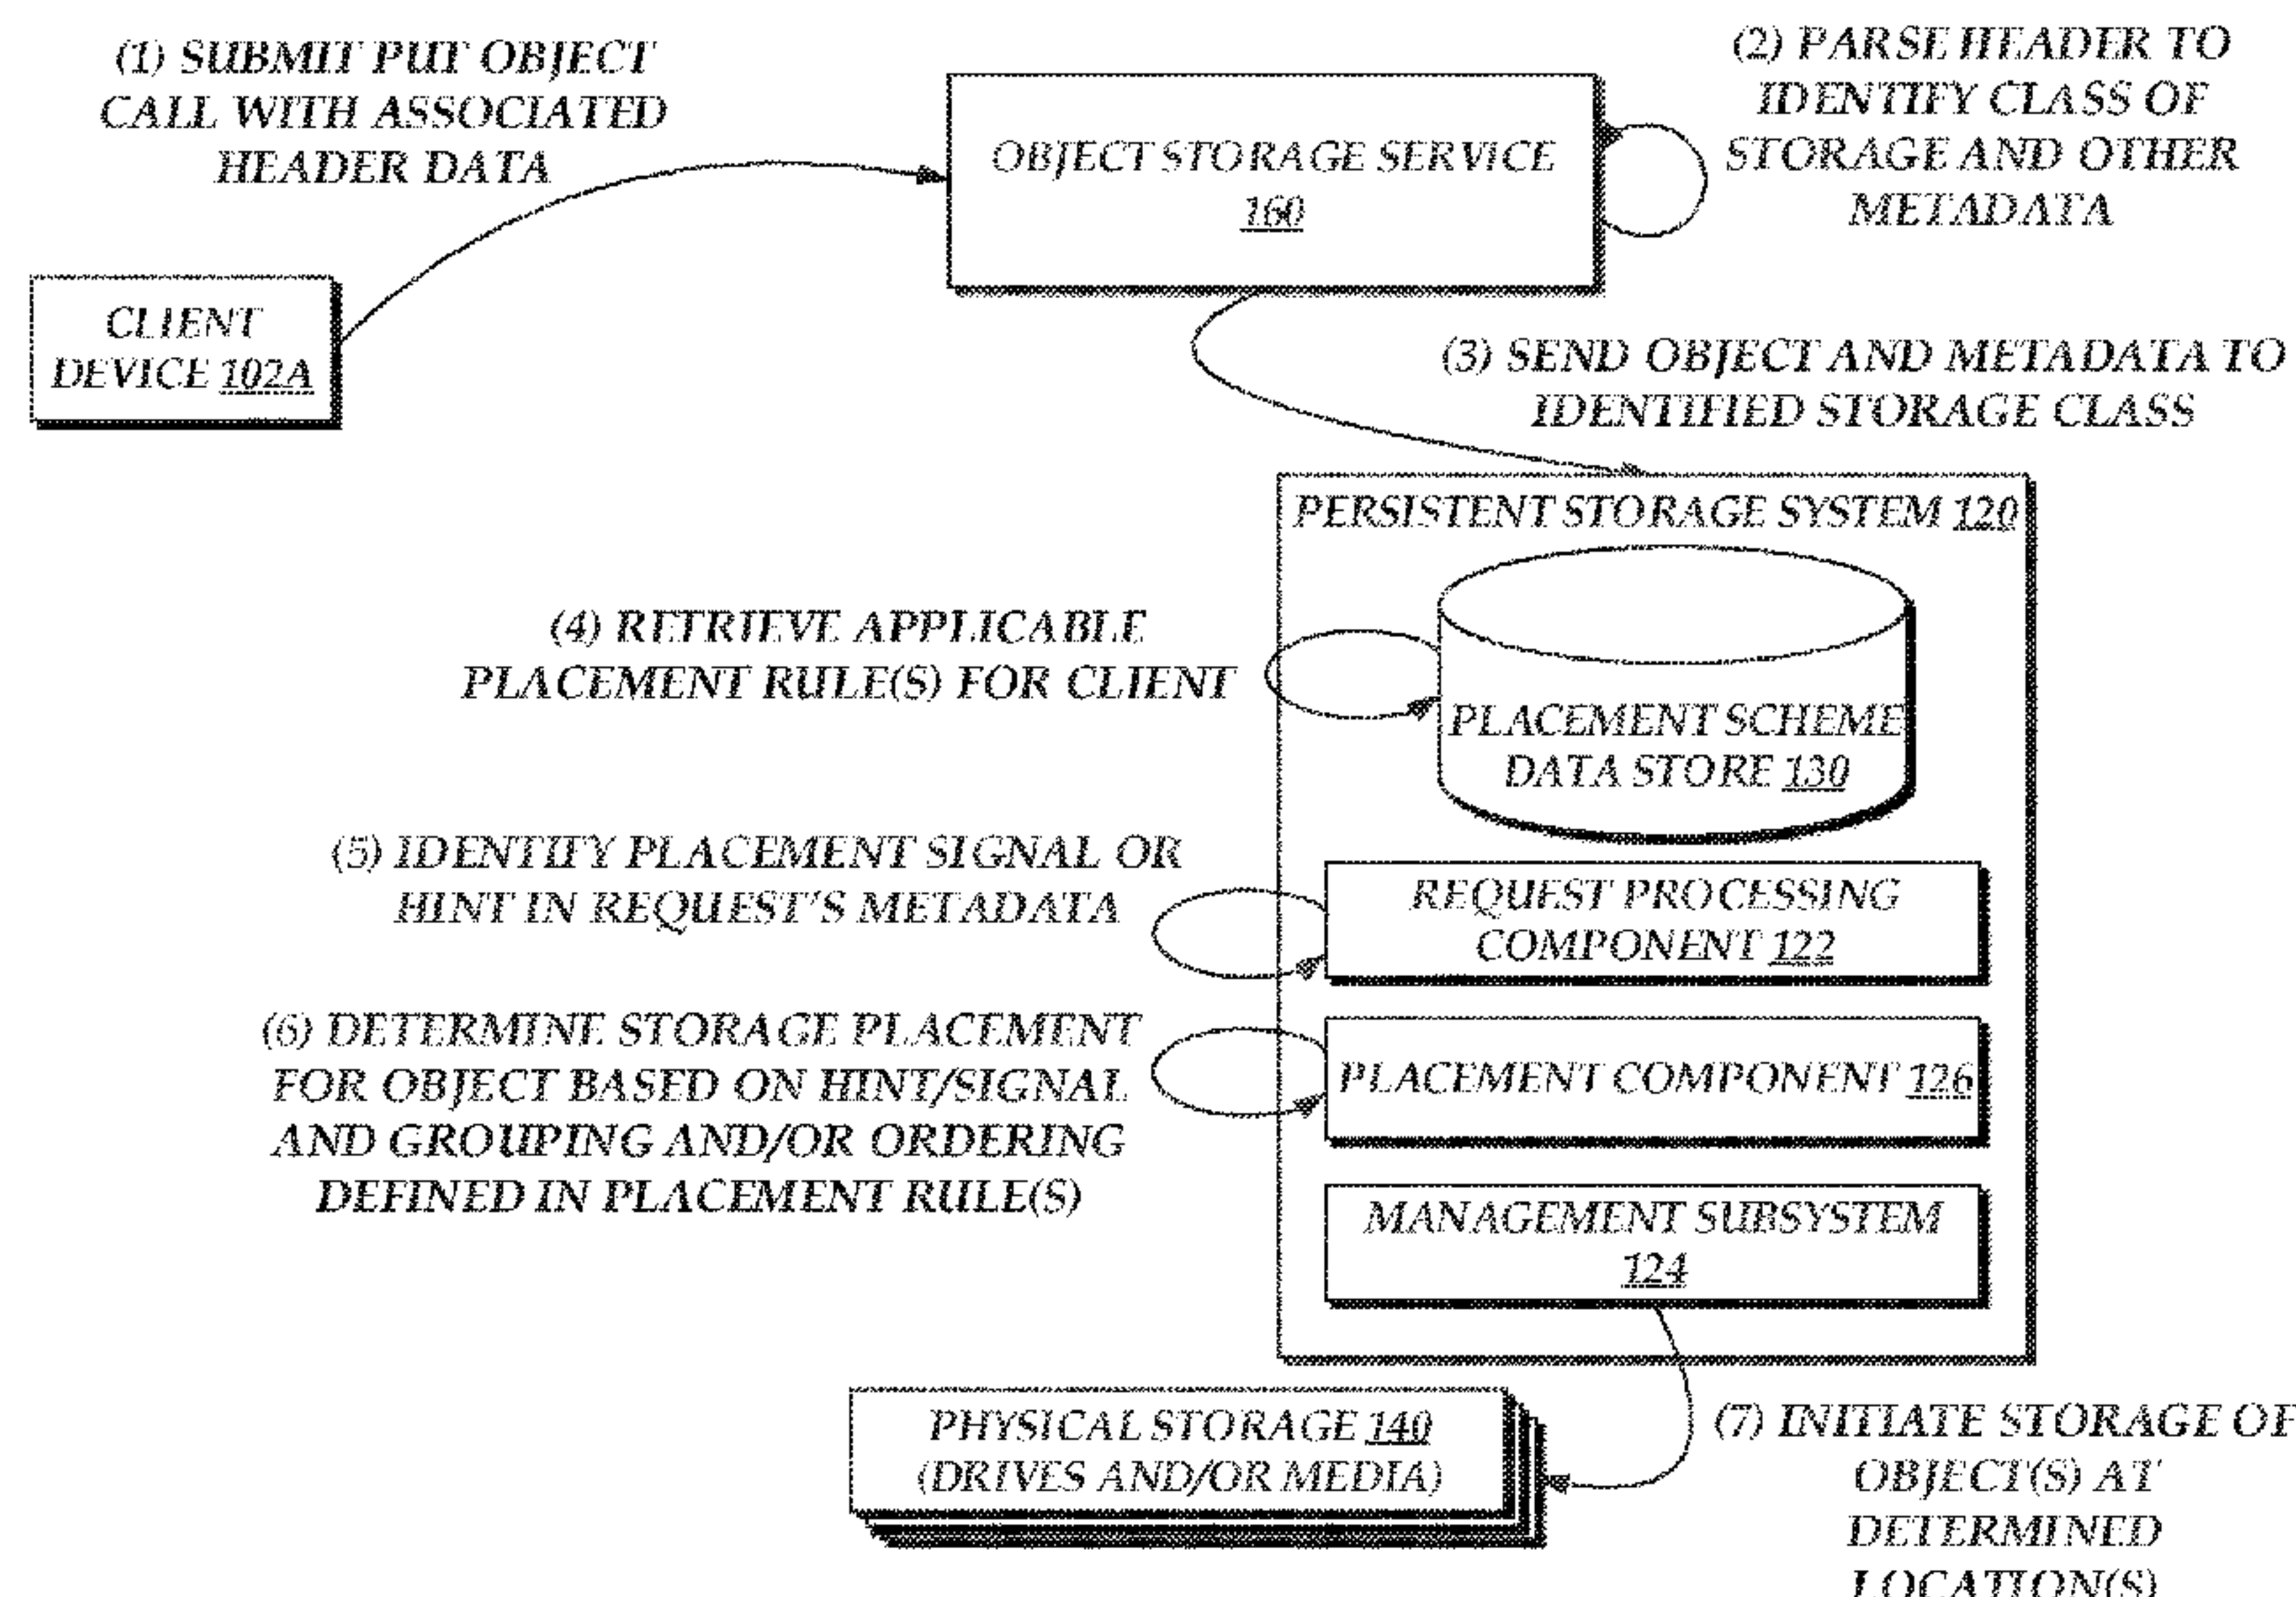 (1) SUBMIT PUT OBJECT
CALL WITH ASSOCIATED
HEADER DATA
OBJECT STORAGE SERVICE
160
(2) PARSE HEADER TO
IDENTIFY CLASS OF
STORAGE AND OTHER
METADATA
CLIENT
DEVICE 102A
(3) SEND OBJECT AND METADATA TO
IDENTIFIED STORAGE CLASS
PERSISTENT STORAGE SYSTEM 120
(4) RETRIEVE APPLICABLE
PLACEMENT RULE(S) FOR CLIENT
PLACEMENT SCHEME
DATA STORE 130
(5) IDENTIFY PLACEMENT SIGNAL OR
HINT IN REQUEST'S METADATA
REQUEST PROCESSING
COMPONENT 122
(6) DETERMINE STORAGE PLACEMENT
FOR OBJECT BASED ON HINT/SIGNAL
AND GROUPING AND/OR ORDERING
DEFINED IN PLACEMENT RULE(S)
PLACEMENT COMPONENT 126
MANAGEMENT SUBSYSTEM
124
PHYSICAL STORAGE 140
(DRIVES AND/OR MEDIA)
(7) INITIATE STORAGE OF
OBJECT(S) AT
DETERMINED
LOCATION(S)